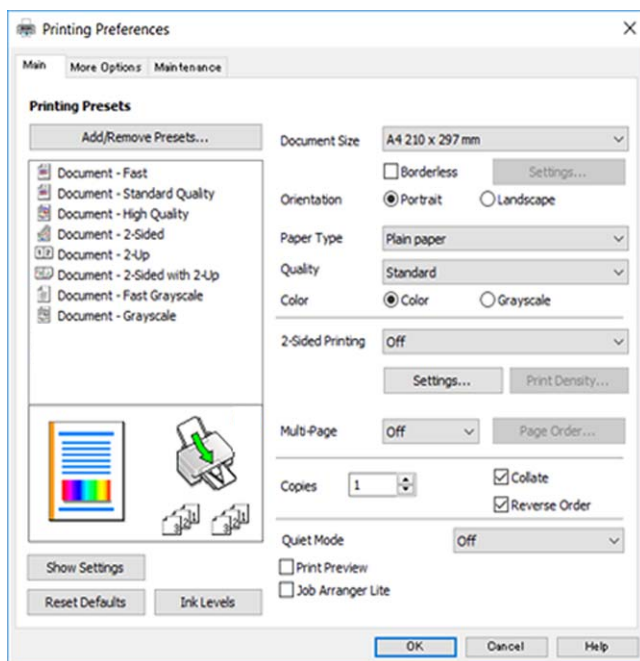 Printing Preferences
Main More Options Maintenance
Printing Presets
Add/Remove Presets...
Document - Fast
Document - Standard Quality
Document - High Quality
Document - 2-Sided
Document - 2-Up
Document - 2-Sided with 2-Up
Document - Fast Grayscale
Document - Grayscale
Show Settings
Reset Defaults Ink Levels
Document Size A4 210 x 297 mm
Borderless Settings...
Orientation Portrait Landscape
Paper Type Plain paper
Quality Standard
Color Color Grayscale
2-Sided Printing Off
Settings... Print Density...
Multi-Page Off Page Order...
Copies 1 Collate
Reverse Order
Quiet Mode Off
Print Preview
Job Arranger Lite
OK Cancel Help